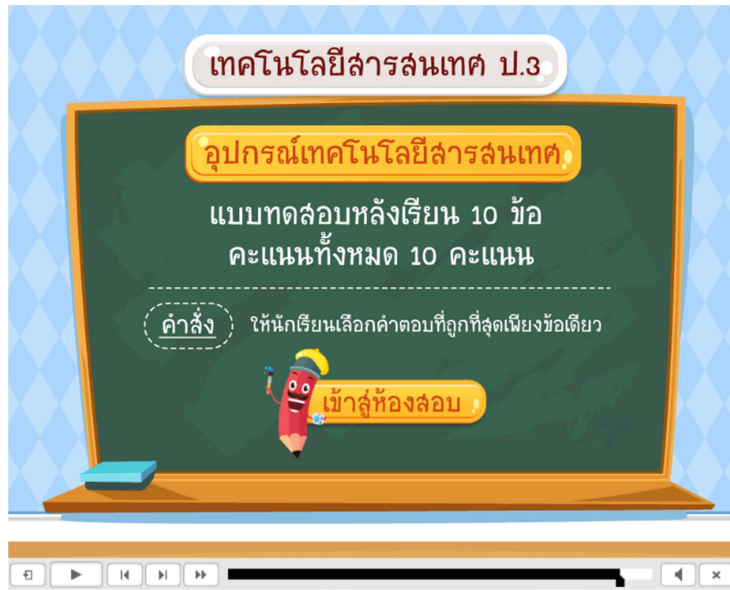 เทคโนโลยีสารสนเทศ ป.3
อุปกรณ์เทคโนโลยีสารสนเทศ
แบบทดสอบหลังเรียน 10 ข้อ
คะแนนทั้งหมด 10 คะแนน
คำสั่ง ให้นักเรียนเลือกคำตอบที่ถูกที่สุดเพียงข้อเดียว
เข้าสู่ห้องสอบ